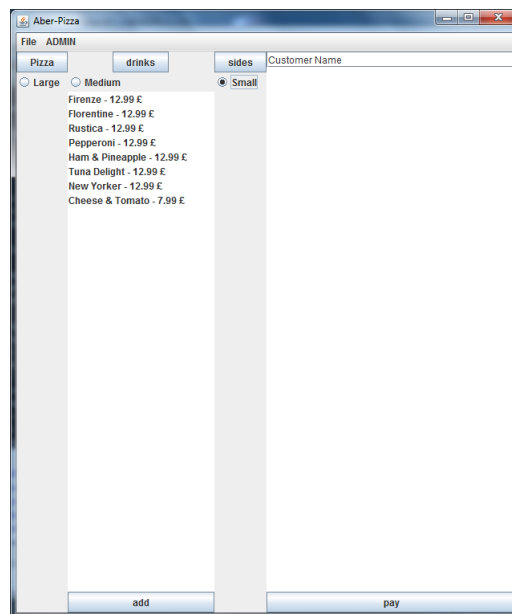 Aber-Pizza
File ADMIN
Pizza drinks sides Customer Name
Large Medium Small
Firenze - 12.99 £
Florentine - 12.99 £
Rustica - 12.99 £
Pepperoni - 12.99 £
Ham & Pineapple - 12.99 £
Tuna Delight - 12.99 £
New Yorker - 12.99 £
Cheese & Tomato - 7.99 £
add pay